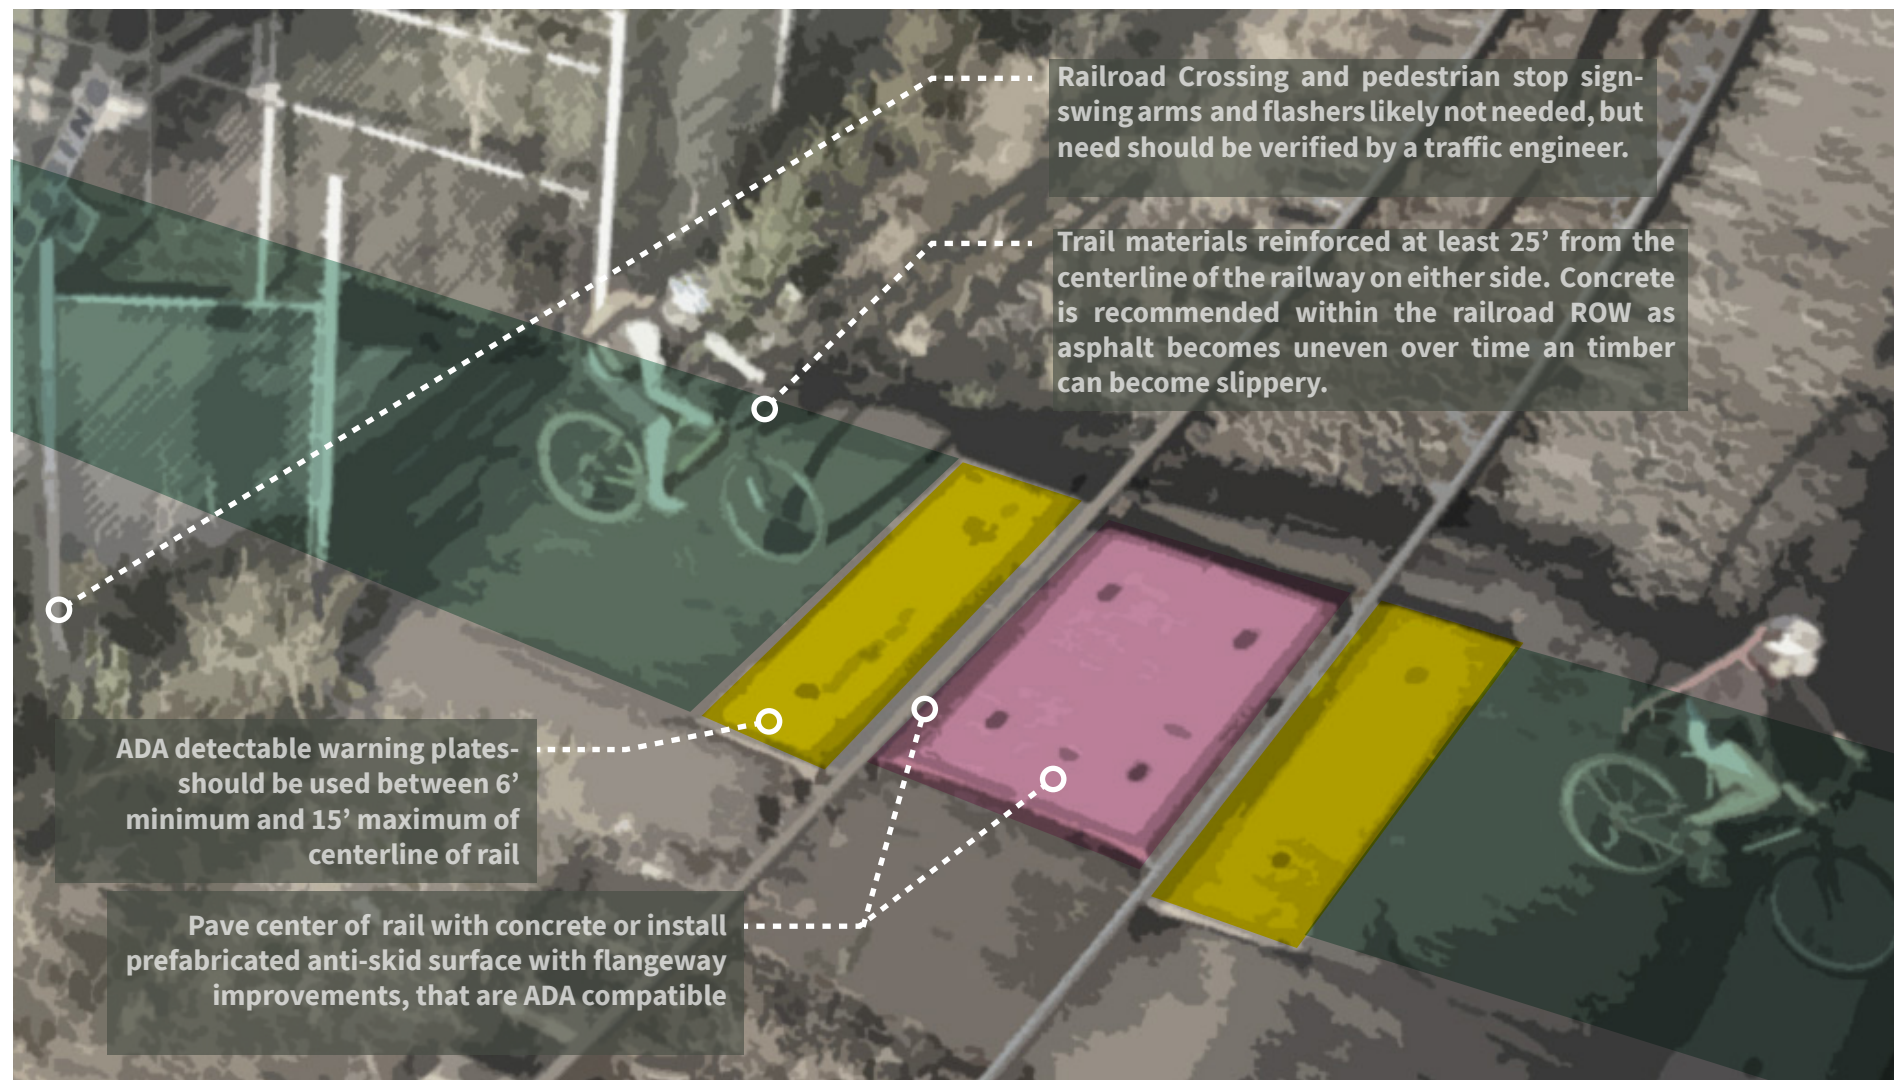 Railroad Crossing and pedestrian stop sign-
swing arms and flashers likely not needed, but
need should be verified by a traffic engineer.
Trail materials reinforced at least 25’ from the
centerline of the railway on either side. Concrete
is recommended within the railroad ROW as
asphalt becomes uneven over time an timber
can become slippery.
ADA detectable warning plates-
should be used between 6’
minimum and 15’ maximum of
centerline of rail
Pave center of rail with concrete or install
prefabricated anti-skid surface with flangeway
improvements, that are ADA compatible